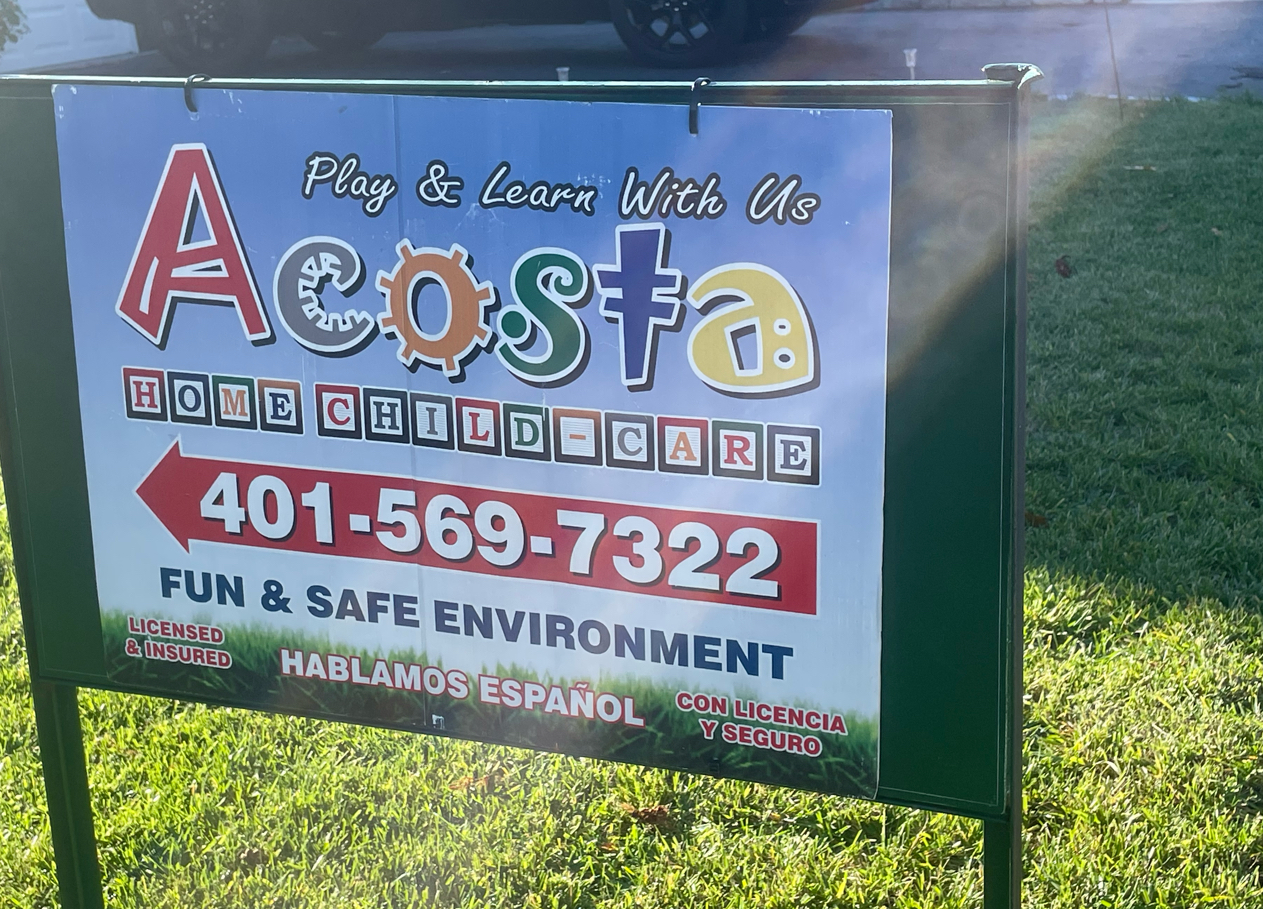 Play & Learn With Us
Acosta
HOME CHILD-CARE
401-569-7322
FUN & SAFE ENVIRONMENT
LICENSED
& INSURED
HABLAMOS ESPAÑOL
CON LICENCIA
Y SEGURO